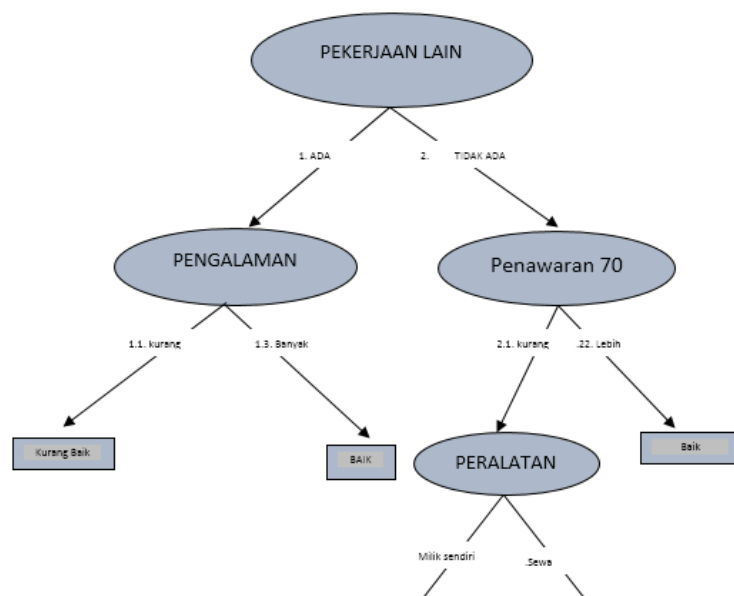 PEKERJAAN LAIN
1. ADA
2. TIDAK ADA
PENGALAMAN
Penawaran 70
1.1. kurang
1.3. Banyak
2.1. kurang
.22. Lebih
Kurang Baik
BAIK
PERALATAN
Baik
Milik sendiri
.Sewa